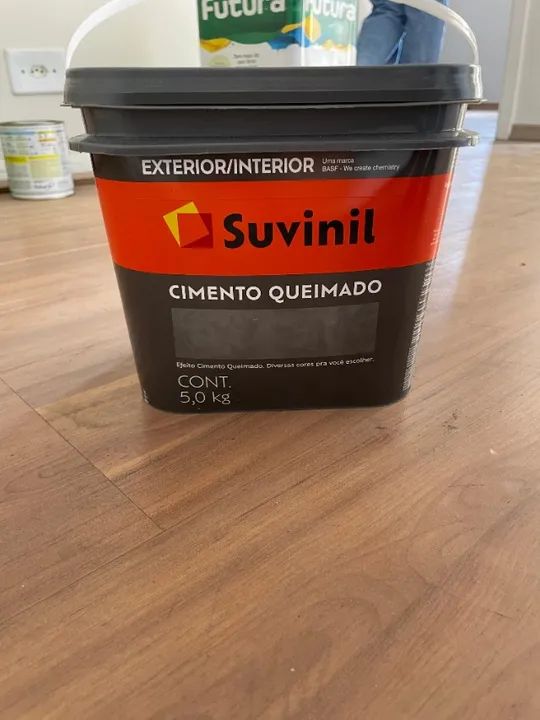 Futura
Futura
EXTERIOR/INTERIOR
Uma marca
BASF - We create chemistry
Suvinil
CIMENTO QUEIMADO
Efeito Cimento Queimado. Diversas cores pra você escolher.
CONT.
5,0 kg